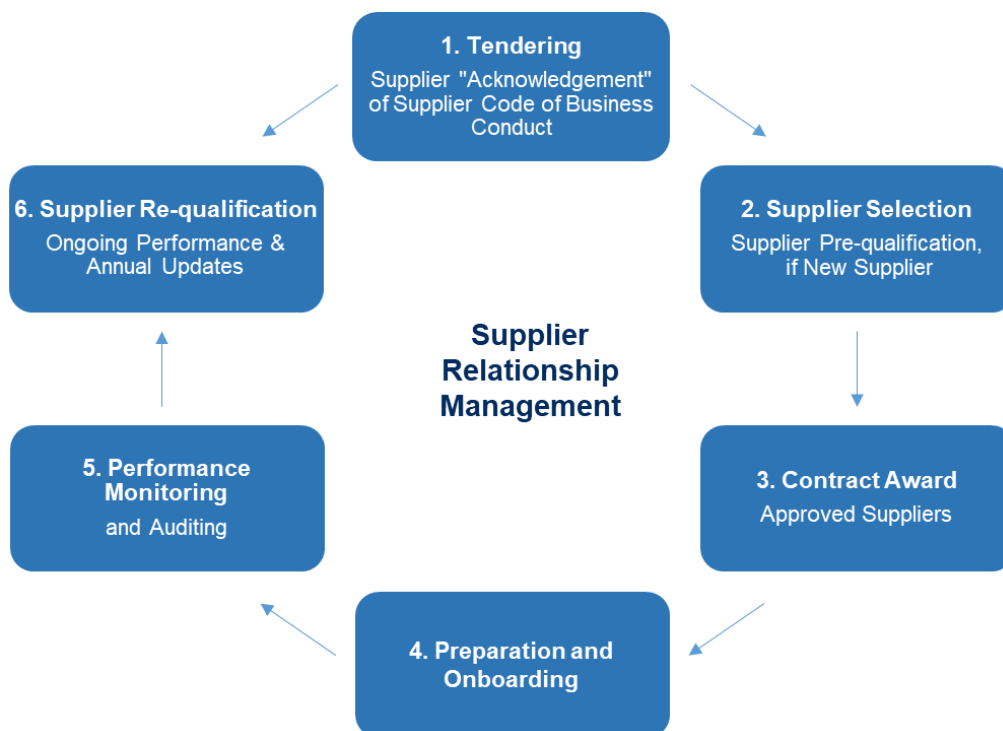 1. Tendering
Supplier "Acknowledgement"
of Supplier Code of Business
Conduct
2. Supplier Selection
Supplier Pre-qualification,
if New Supplier
3. Contract Award
Approved Suppliers
4. Preparation and
Onboarding
5. Performance
Monitoring
and Auditing
6. Supplier Re-qualification
Ongoing Performance &
Annual Updates
Supplier
Relationship
Management